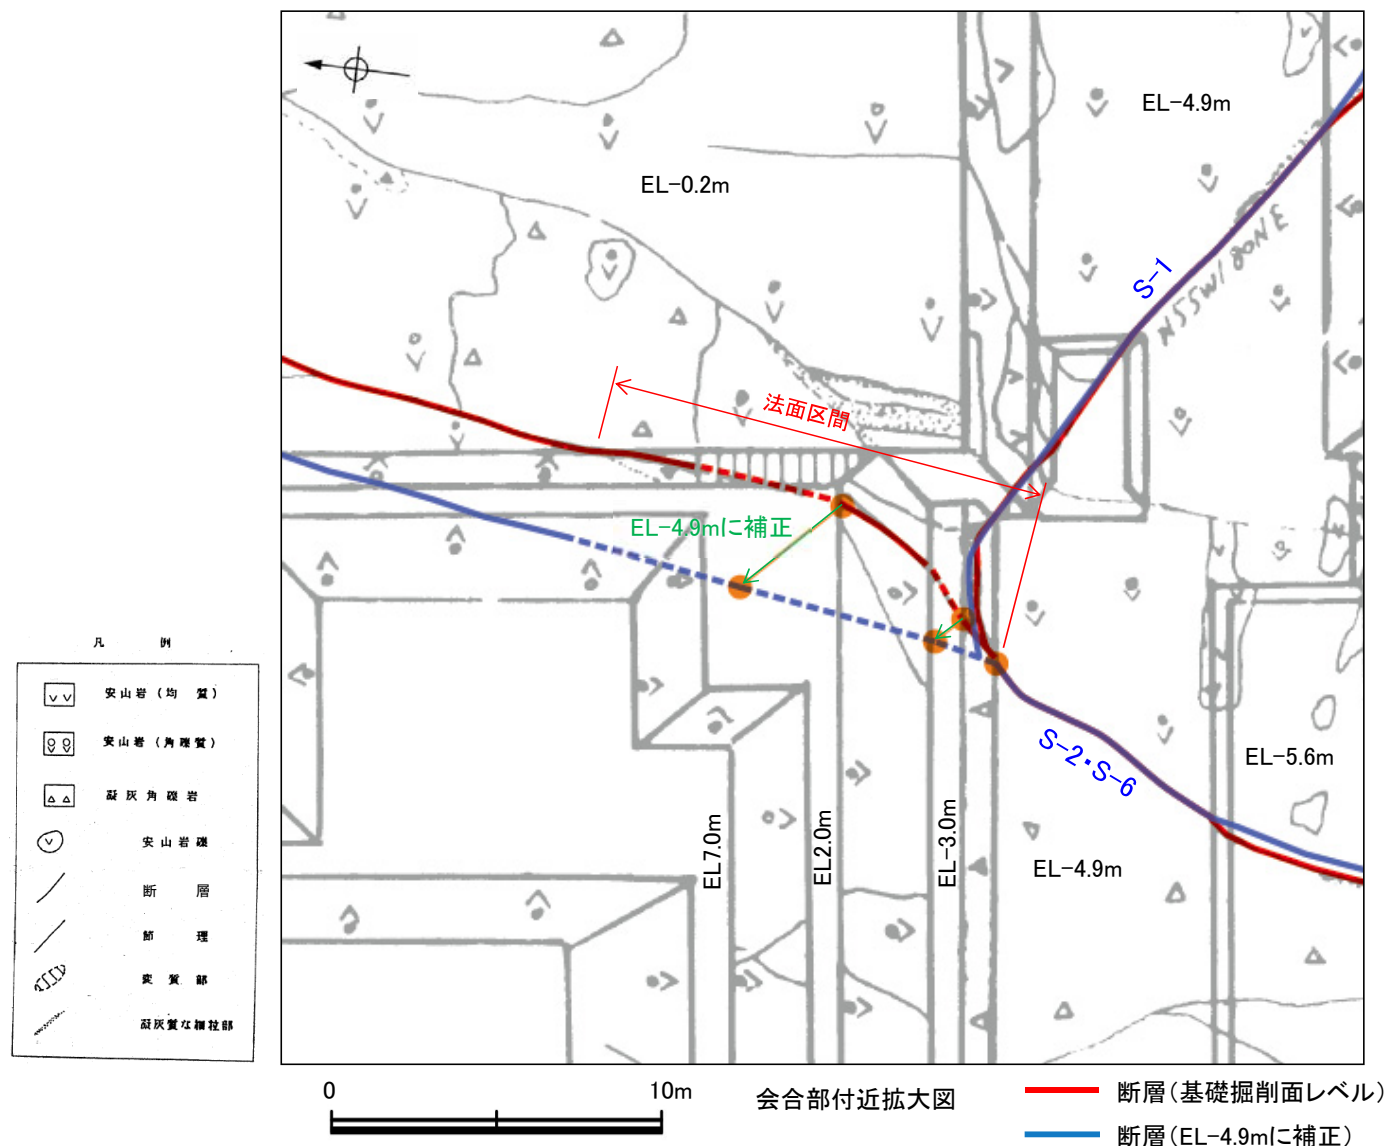 EL-4.9m
EL-0.2m
S-1
N55W/80NE
法面区間
EL-4.9mに補正
S-2・S-6
EL-5.6m
EL7.0m
EL2.0m
EL-3.0m
EL-4.9m
凡 例
安山岩(均 質)
安山岩(角礫質)
凝灰角礫岩
安山岩礫
断 層
節 理
変 質 部
凝灰質な細粒部
0 10m
会合部付近拡大図
断層(基礎掘削面レベル)
断層(EL-4.9mに補正)